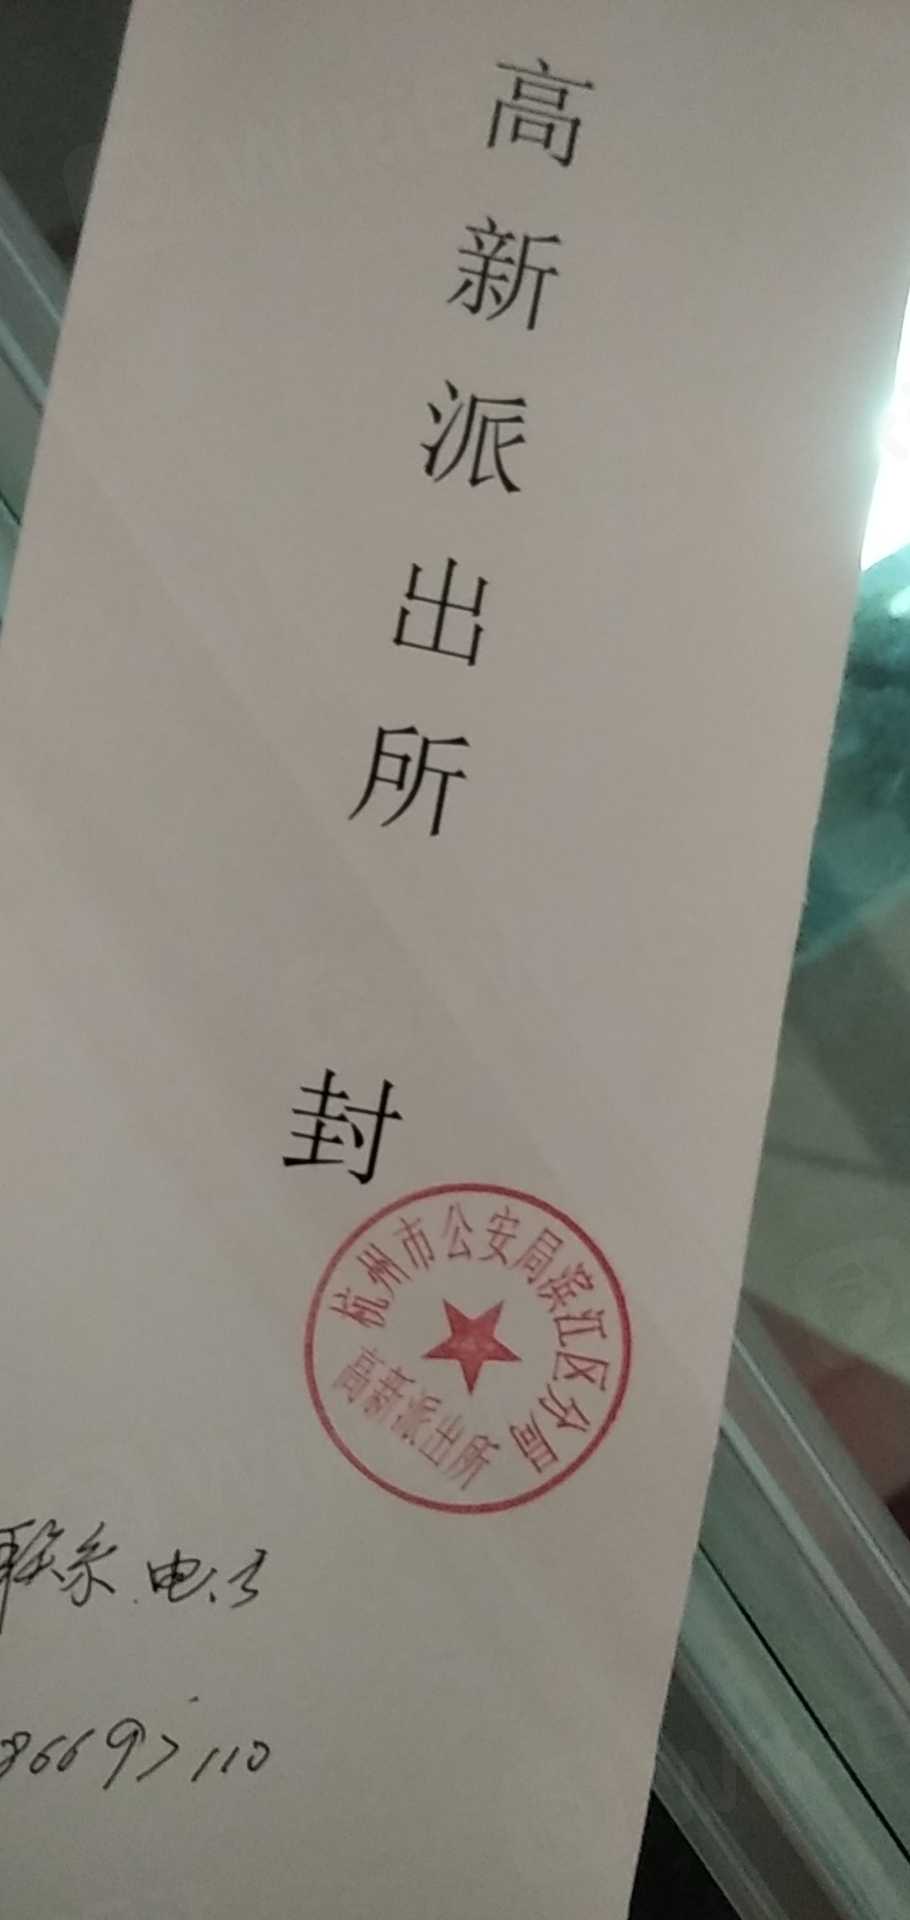 高新派出所
封
杭州市公安局滨江区分局
高新派出所
联系电话
86697110